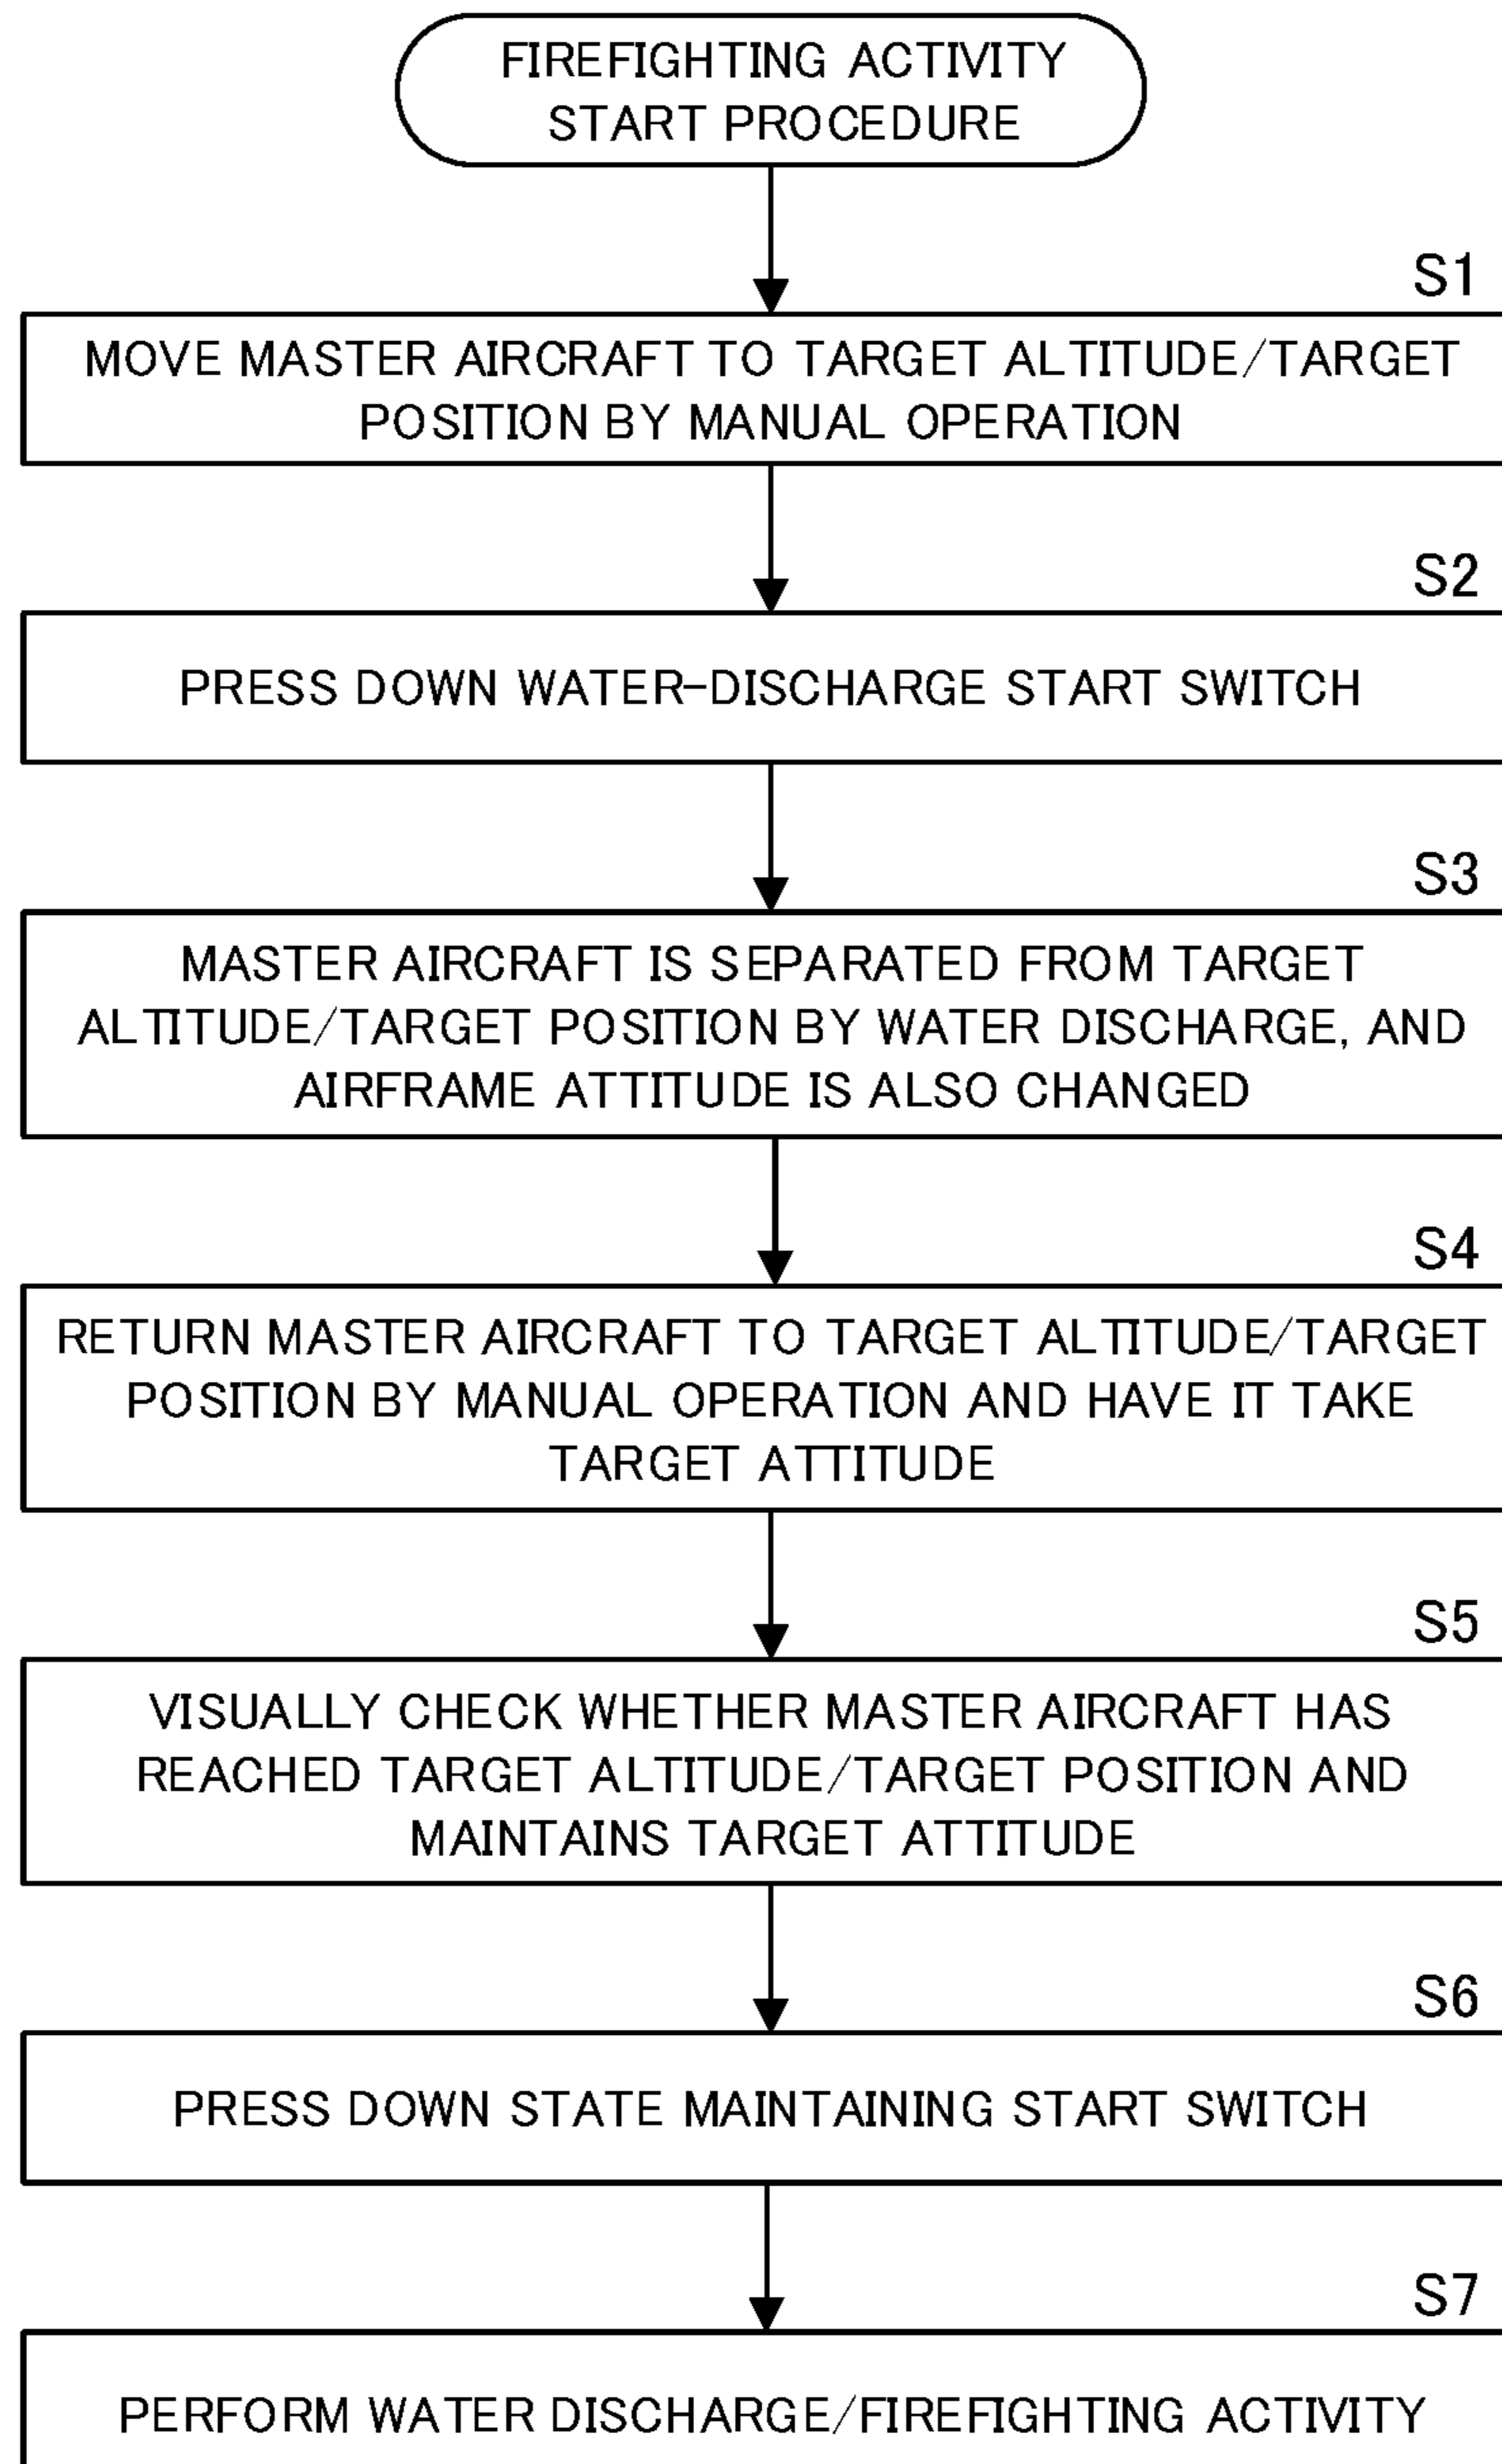 FIREFIGHTING ACTIVITY
START PROCEDURE
S1
MOVE MASTER AIRCRAFT TO TARGET ALTITUDE/TARGET
POSITION BY MANUAL OPERATION
S2
PRESS DOWN WATER-DISCHARGE START SWITCH
S3
MASTER AIRCRAFT IS SEPARATED FROM TARGET
ALTITUDE/TARGET POSITION BY WATER DISCHARGE, AND
AIRFRAME ATTITUDE IS ALSO CHANGED
S4
RETURN MASTER AIRCRAFT TO TARGET ALTITUDE/TARGET
POSITION BY MANUAL OPERATION AND HAVE IT TAKE
TARGET ATTITUDE
S5
VISUALLY CHECK WHETHER MASTER AIRCRAFT HAS
REACHED TARGET ALTITUDE/TARGET POSITION AND
MAINTAINS TARGET ATTITUDE
S6
PRESS DOWN STATE MAINTAINING START SWITCH
S7
PERFORM WATER DISCHARGE/FIREFIGHTING ACTIVITY